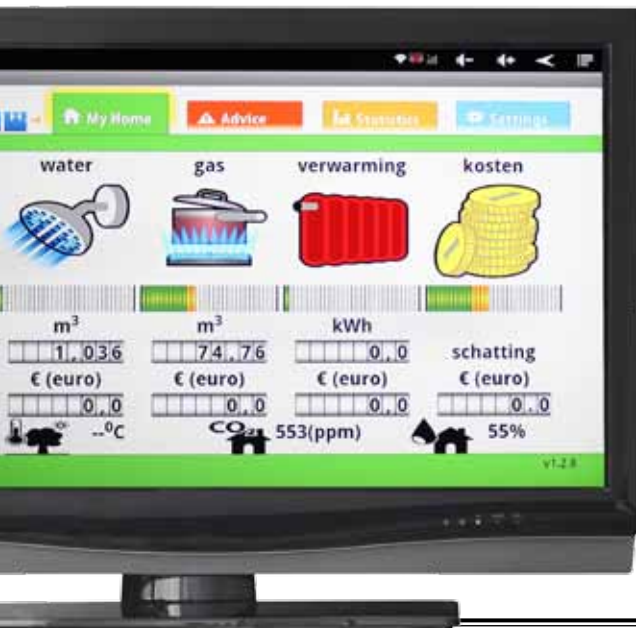 My Home Advice Statistics Settings
water gas verwarming kosten
m³ m³ kWh
1,036 74,76 0,0 schatting
€ (euro) € (euro) € (euro) € (euro)
0,0 0,0 0,0 0.0
--⁰C CO₂ 553(ppm) 55%
v1.2.8